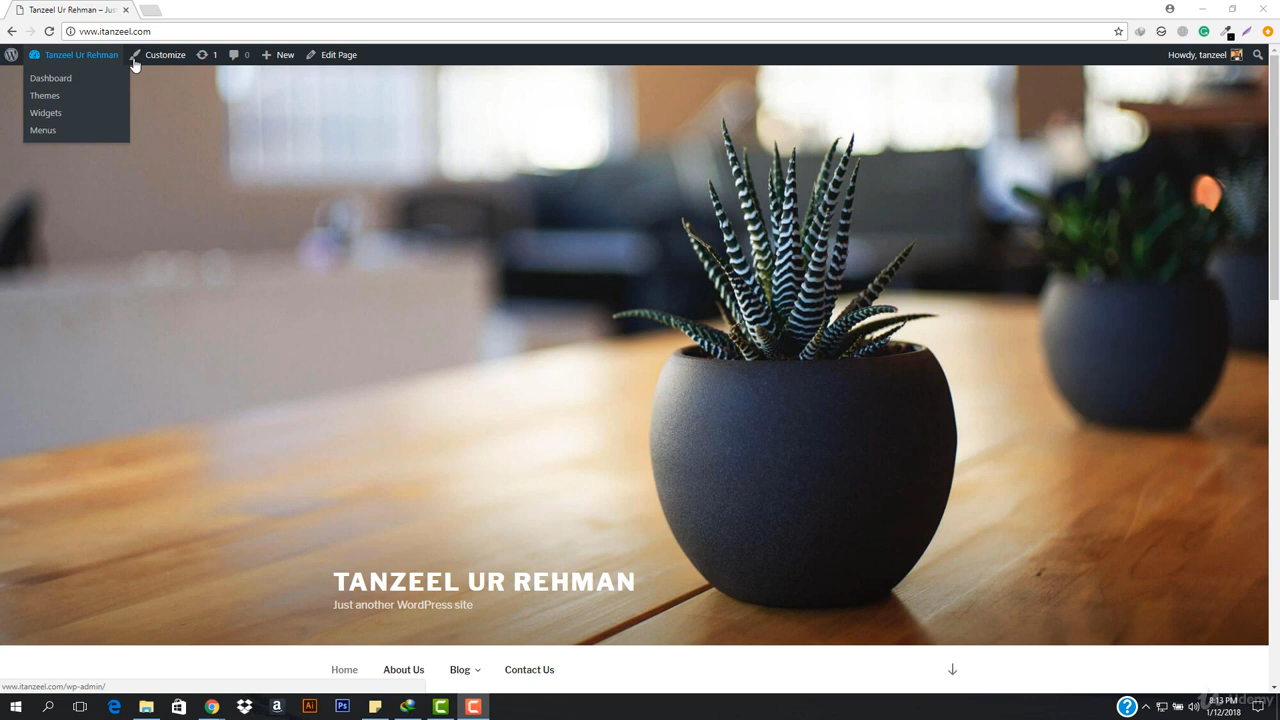 Tanzeel Ur Rehman – Jus
www.itanzeel.com
Tanzeel Ur Rehman Customize 1 0 New Edit Page Howdy, tanzeel
Dashboard
Themes
Widgets
Menus
TANZEEL UR REHMAN
Just another WordPress site
Home About Us Blog Contact Us
www.itanzeel.com/wp-admin/
8:13 PM
1/12/2018
Udemy